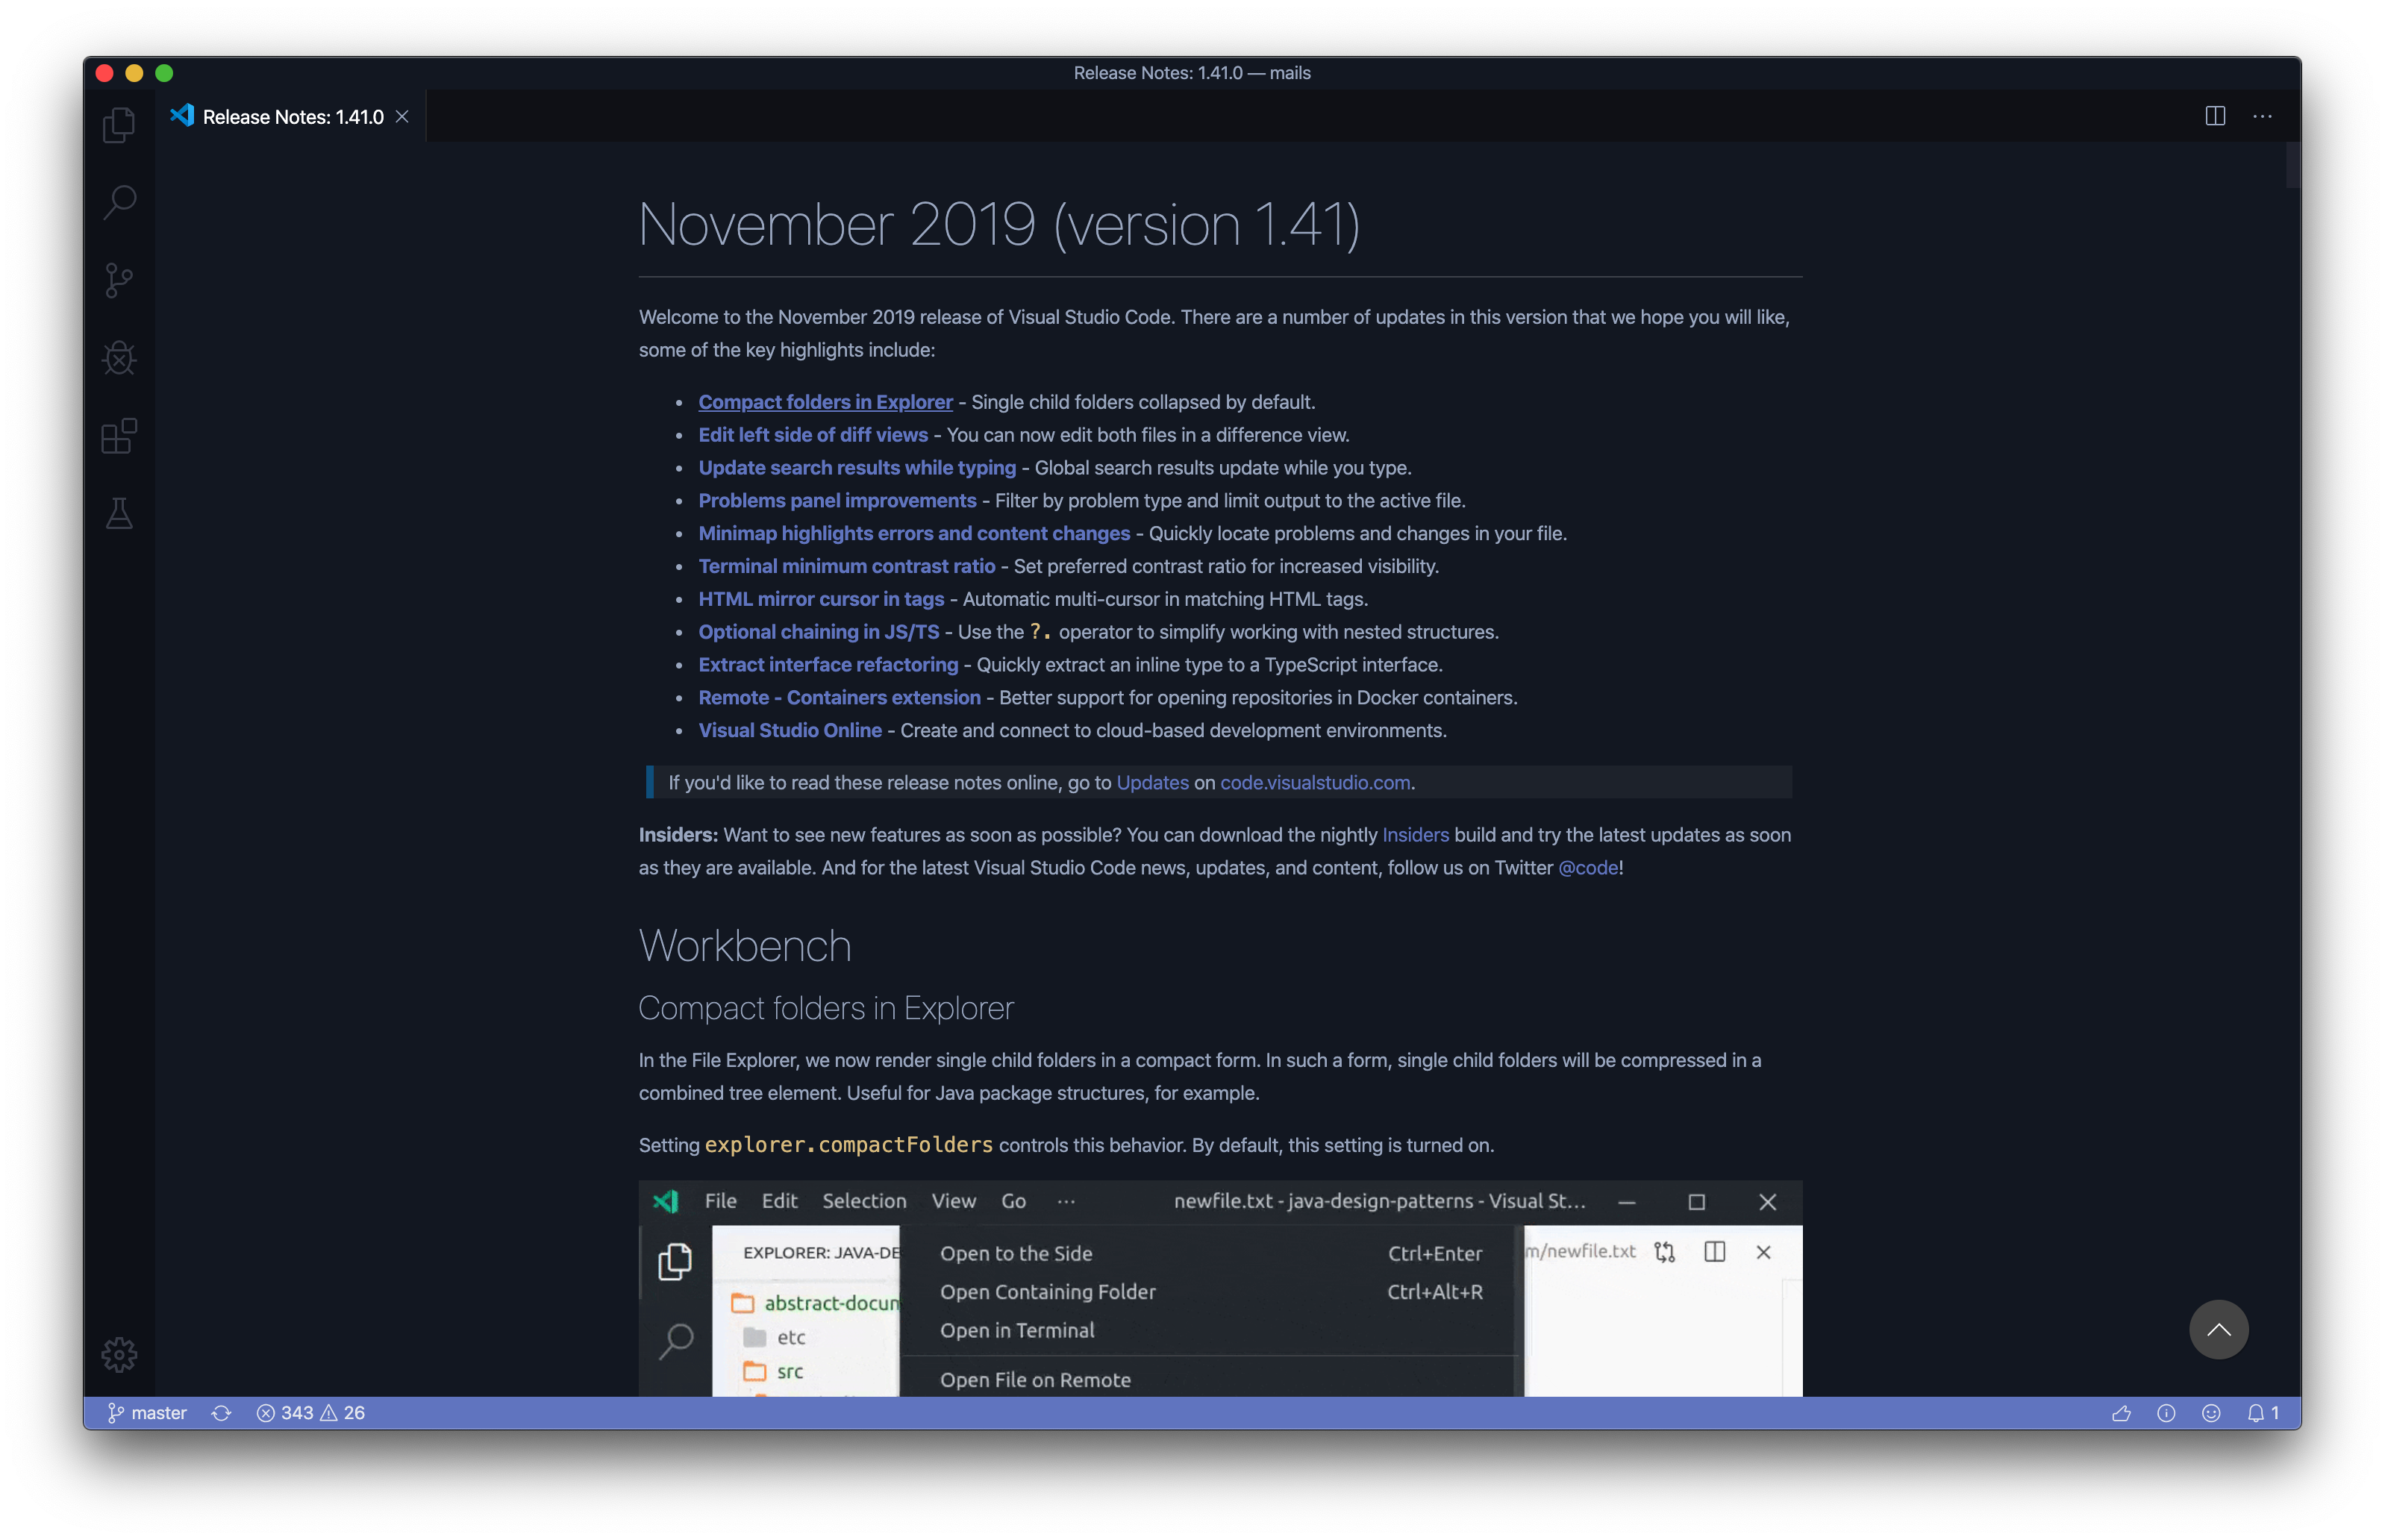 Release Notes: 1.41.0 — mails
Release Notes: 1.41.0
November 2019 (version 1.41)
Welcome to the November 2019 release of Visual Studio Code. There are a number of updates in this version that we hope you will like,
some of the key highlights include:
• Compact folders in Explorer - Single child folders collapsed by default.
• Edit left side of diff views - You can now edit both files in a difference view.
• Update search results while typing - Global search results update while you type.
• Problems panel improvements - Filter by problem type and limit output to the active file.
• Minimap highlights errors and content changes - Quickly locate problems and changes in your file.
• Terminal minimum contrast ratio - Set preferred contrast ratio for increased visibility.
• HTML mirror cursor in tags - Automatic multi-cursor in matching HTML tags.
• Optional chaining in JS/TS - Use the ?. operator to simplify working with nested structures.
• Extract interface refactoring - Quickly extract an inline type to a TypeScript interface.
• Remote - Containers extension - Better support for opening repositories in Docker containers.
• Visual Studio Online - Create and connect to cloud-based development environments.
If you'd like to read these release notes online, go to Updates on code.visualstudio.com.
Insiders: Want to see new features as soon as possible? You can download the nightly Insiders build and try the latest updates as soon
as they are available. And for the latest Visual Studio Code news, updates, and content, follow us on Twitter @code!
Workbench
Compact folders in Explorer
In the File Explorer, we now render single child folders in a compact form. In such a form, single child folders will be compressed in a
combined tree element. Useful for Java package structures, for example.
Setting explorer.compactFolders controls this behavior. By default, this setting is turned on.
File Edit Selection View Go ··· newfile.txt - java-design-patterns - Visual St...
EXPLORER: JAVA-DE
Open to the Side Ctrl+Enter
m/newfile.txt
Open Containing Folder Ctrl+Alt+R
abstract-docun
Open in Terminal
etc
src
Open File on Remote
master 343 26 1